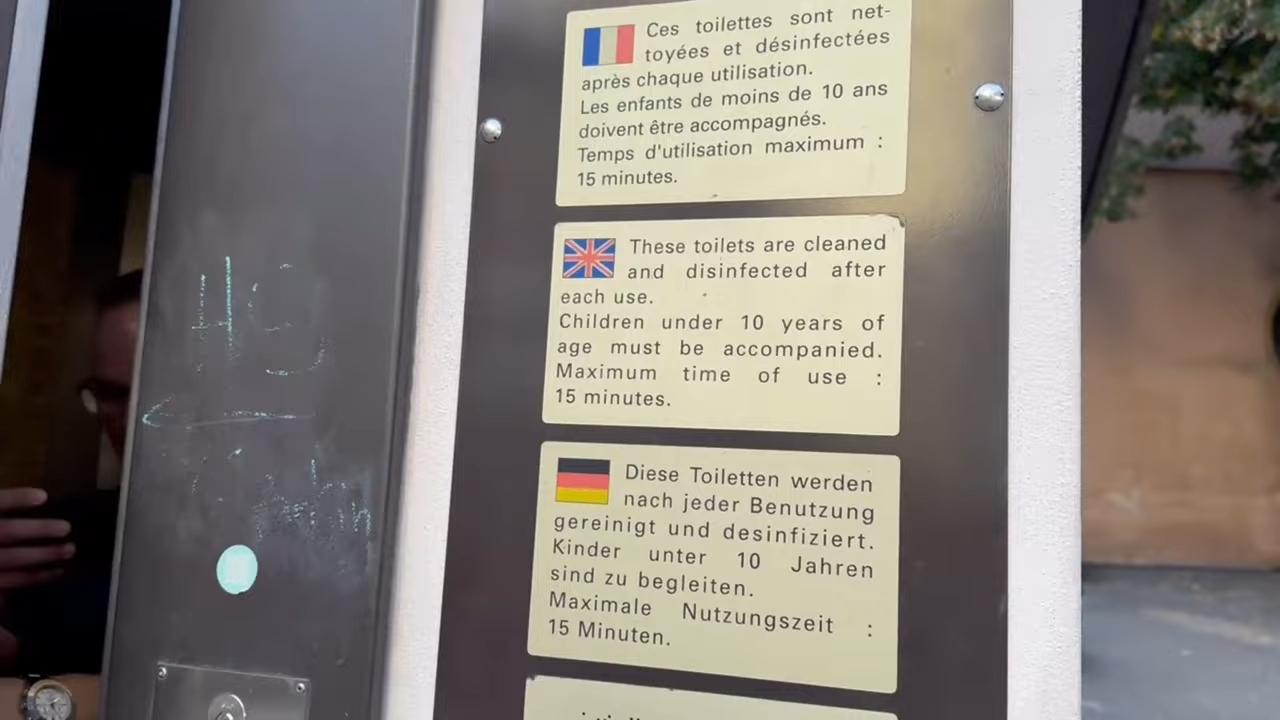 Ces toilettes sont net-
toyées et désinfectées
après chaque utilisation.
Les enfants de moins de 10 ans
doivent être accompagnés.
Temps d'utilisation maximum :
15 minutes.
These toilets are cleaned
and disinfected after
each use.
Children under 10 years of
age must be accompanied.
Maximum time of use :
15 minutes.
Diese Toiletten werden
nach jeder Benutzung
gereinigt und desinfiziert.
Kinder unter 10 Jahren
sind zu begleiten.
Maximale Nutzungszeit :
15 Minuten.